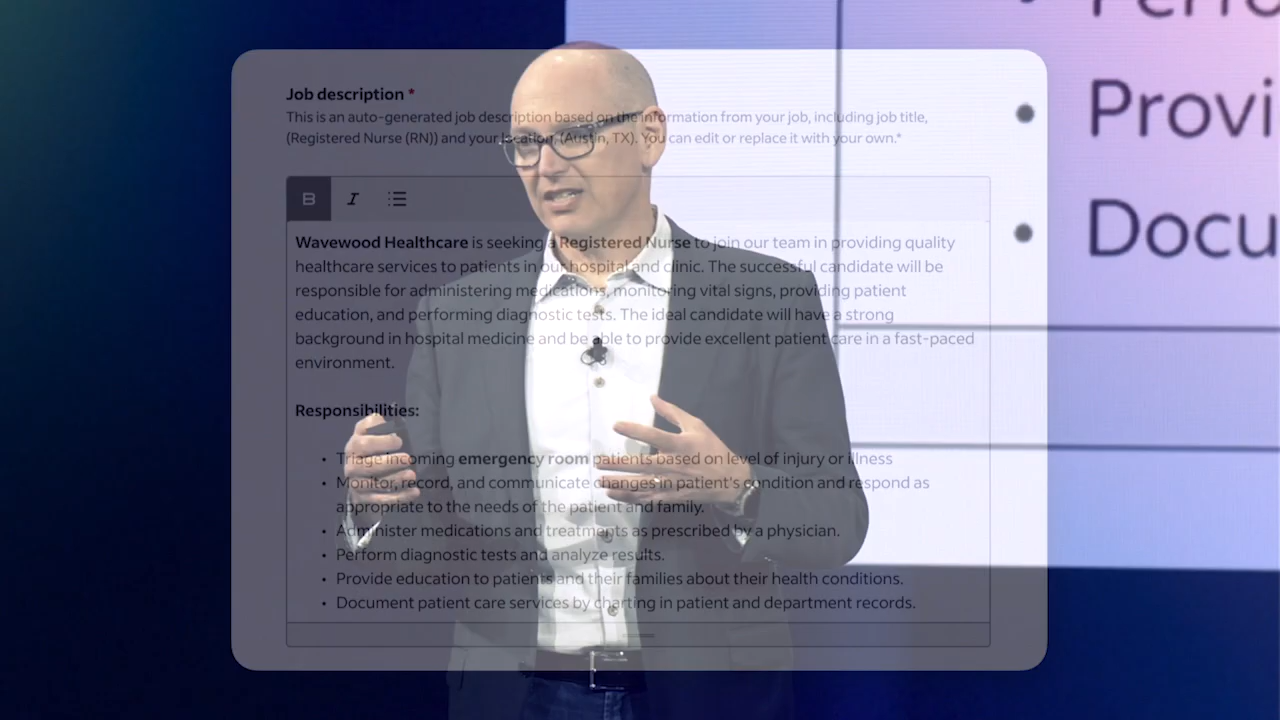 Job description *
This is an auto-generated job description based on the information from your job, including job title,
(Registered Nurse (RN)) and your location, (Austin, TX). You can edit or replace it with your own.*
B I
Wavewood Healthcare is seeking a Registered Nurse to join our team in providing quality
healthcare services to patients in our hospital and clinic. The successful candidate will be
responsible for administering medications, monitoring vital signs, providing patient
education, and performing diagnostic tests. The ideal candidate will have a strong
background in hospital medicine and be able to provide excellent patient care in a fast-paced
environment.
Responsibilities:
• Triage incoming emergency room patients based on level of injury or illness
• Monitor, record, and communicate changes in patient's condition and respond as
appropriate to the needs of the patient and family.
• Administer medications and treatments as prescribed by a physician.
• Perform diagnostic tests and analyze results.
• Provide education to patients and their families about their health conditions.
• Document patient care services by charting in patient and department records.
• Perfo
• Provi
• Docu